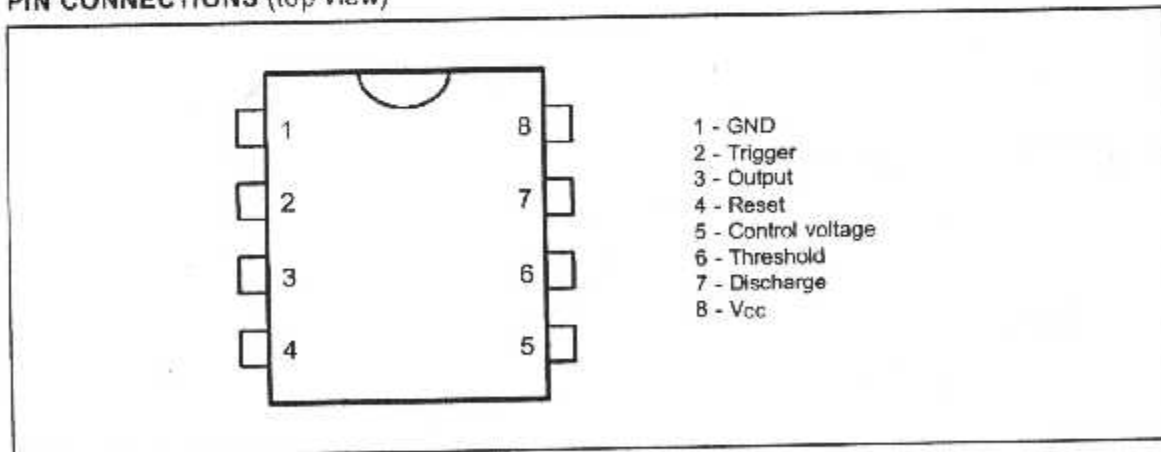 PIN CONNECTIONS (top view)
1 8
2 7
3 6
4 5
1 - GND
2 - Trigger
3 - Output
4 - Reset
5 - Control voltage
6 - Threshold
7 - Discharge
8 - Vcc